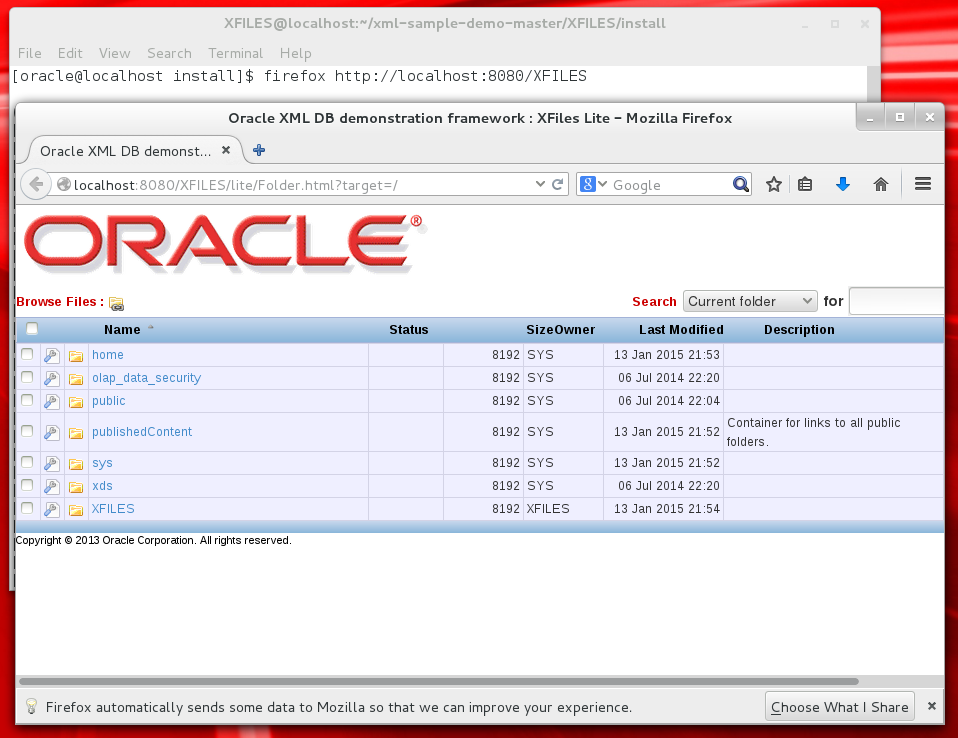 XFILES@localhost:~/xml-sample-demo-master/XFILES/install
File Edit View Search Terminal Help
[oracle@localhost install]$ firefox http://localhost:8080/XFILES
Oracle XML DB demonstration framework : XFiles Lite - Mozilla Firefox
Oracle XML DB demonst...
localhost:8080/XFILES/lite/Folder.html?target=/
8 Google
ORACLE®
Browse Files : Search Current folder for
Name Status SizeOwner Last Modified Description
home 8192 SYS 13 Jan 2015 21:53
olap_data_security 8192 SYS 06 Jul 2014 22:20
public 8192 SYS 06 Jul 2014 22:04
publishedContent 8192 SYS 13 Jan 2015 21:52 Container for links to all public
folders.
sys 8192 SYS 13 Jan 2015 21:52
xds 8192 SYS 06 Jul 2014 22:20
XFILES 8192 XFILES 13 Jan 2015 21:54
Copyright © 2013 Oracle Corporation. All rights reserved.
Firefox automatically sends some data to Mozilla so that we can improve your experience. Choose What I Share